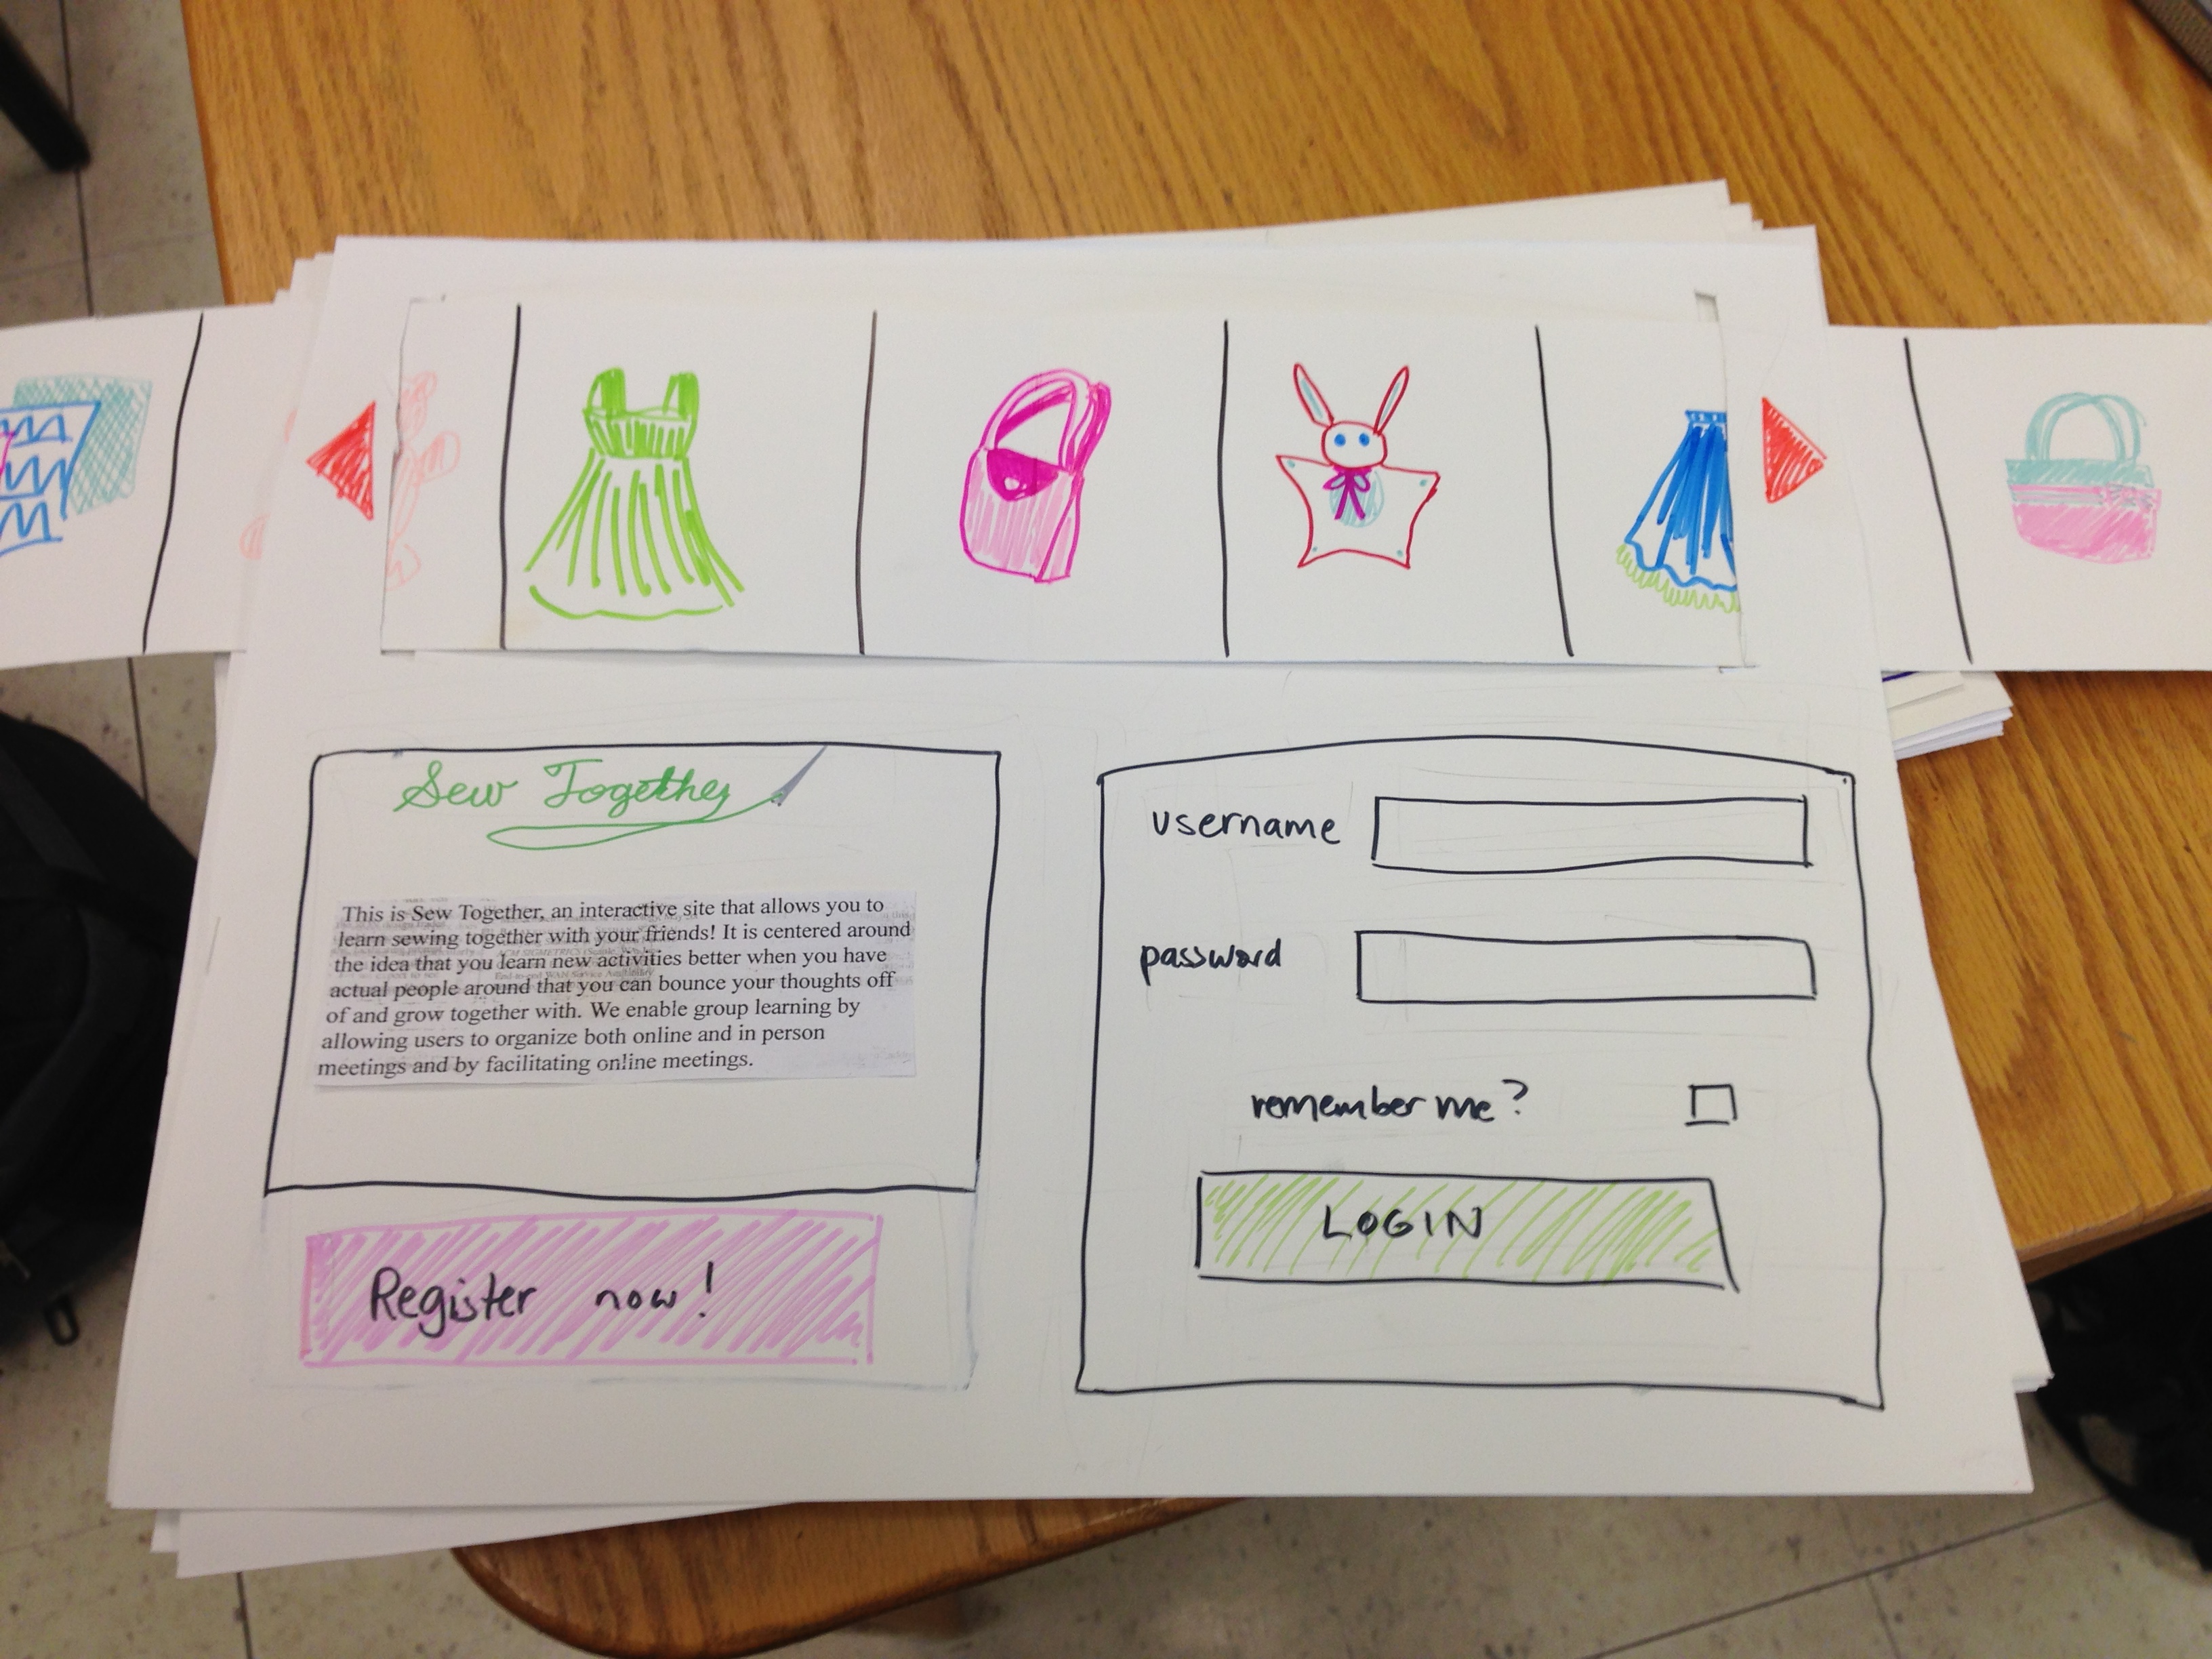 Sew Together
This is Sew Together, an interactive site that allows you to
learn sewing together with your friends! It is centered around
the idea that you learn new activities better when you have
actual people around that you can bounce your thoughts off
of and grow together with. We enable group learning by
allowing users to organize both online and in person
meetings and by facilitating online meetings.
Register now!
username
password
remember me?
LOGIN